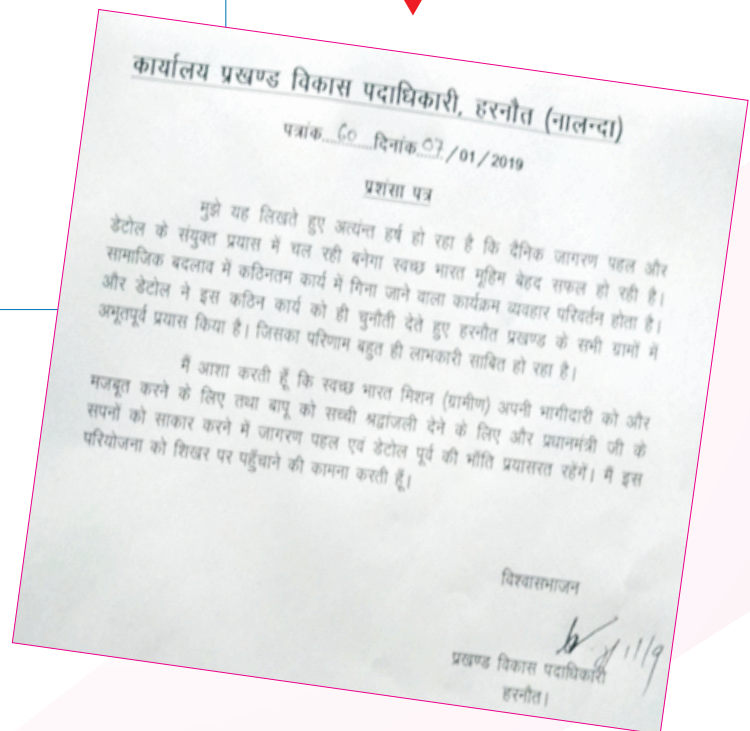 कार्यालय प्रखण्ड विकास पदाधिकारी, हरनौत (नालन्दा)
पत्रांक....60....दिनांक..07./01/2019
प्रशंसा पत्र
मुझे यह लिखते हुए अत्यन्त हर्ष हो रहा है कि दैनिक जागरण पहल और
डेटोल के संयुक्त प्रयास में चल रही बनेगा स्वच्छ भारत मूहिम बेहद सफल हो रही है।
सामाजिक बदलाव में कठिनतम कार्य में गिना जाने वाला कार्यक्रम व्यवहार परिवर्तन होता है।
और डेटोल ने इस कठिन कार्य को ही चुनौती देते हुए हरनौत प्रखण्ड के सभी ग्रामों में
अभूतपूर्व प्रयास किया है। जिसका परिणाम बहुत ही लाभकारी साबित हो रहा है।
मैं आशा करती हूँ कि स्वच्छ भारत मिशन (ग्रामीण) अपनी भागीदारी को और
मजबूत करने के लिए तथा बापू को सच्ची श्रद्वांजली देने के लिए और प्रधानमंत्री जी के
सपनों को साकार करने में जागरण पहल एवं डेटोल पूर्व की भाँति प्रयासरत रहेगें। मैं इस
परियोजना को शिखर पर पहुँचाने की कामना करती हूँ।
विश्वासभाजन
प्रखण्ड विकास पदाधिकारी
हरनौत।